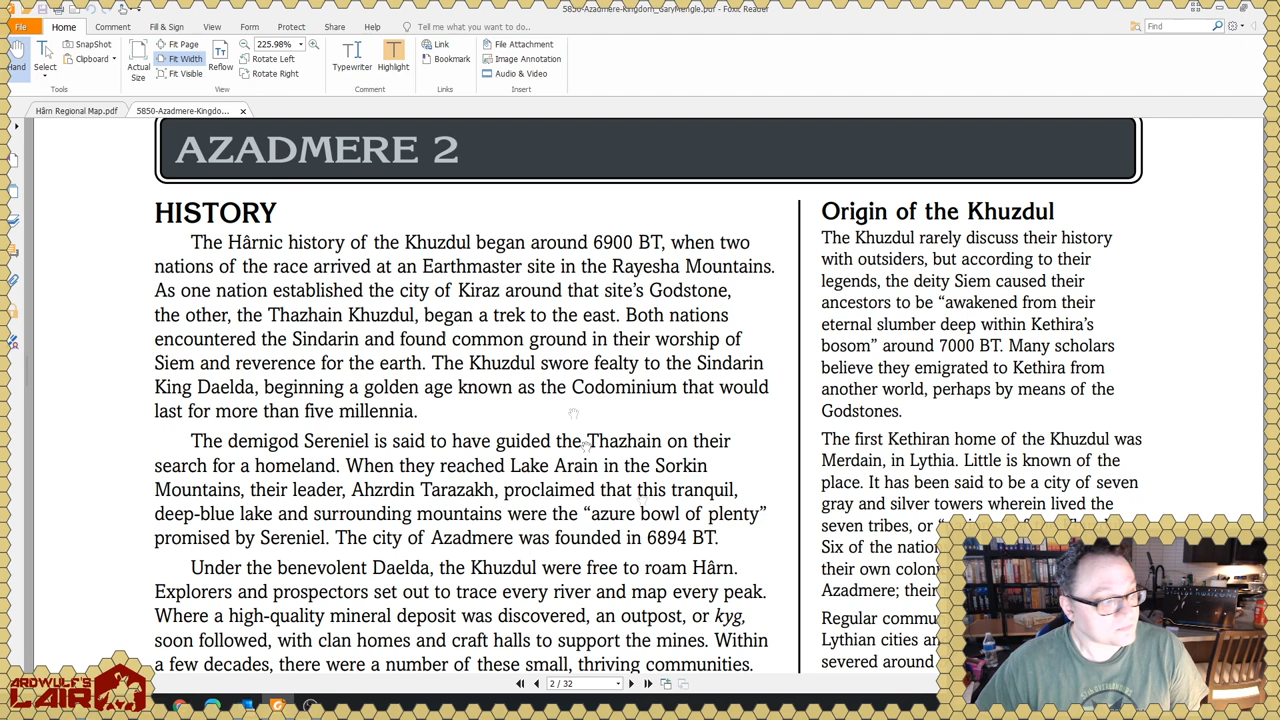 5850-Azadmere-Kingdom_GaryMengle.pdf - Foxit Reader
File Home Comment Fill & Sign View Form Protect Share Help Tell me what you want to do... Find
SnapShot
Clipboard
Hand
Select
Tools
Actual Size
Fit Page
Fit Width
Fit Visible
Reflow
225.98%
Rotate Left
Rotate Right
View
Typewriter
Highlight
Comment
Link
Bookmark
Links
File Attachment
Image Annotation
Audio & Video
Insert
Hârn Regional Map.pdf
5850-Azadmere-Kingdo...
AZADMERE 2
HISTORY
The Hârnic history of the Khuzdul began around 6900 BT, when two
nations of the race arrived at an Earthmaster site in the Rayesha Mountains.
As one nation established the city of Kiraz around that site's Godstone,
the other, the Thazhain Khuzdul, began a trek to the east. Both nations
encountered the Sindarin and found common ground in their worship of
Siem and reverence for the earth. The Khuzdul swore fealty to the Sindarin
King Daelda, beginning a golden age known as the Codominium that would
last for more than five millennia.
The demigod Sereniel is said to have guided the Thazhain on their
search for a homeland. When they reached Lake Arain in the Sorkin
Mountains, their leader, Ahzrdin Tarazakh, proclaimed that this tranquil,
deep-blue lake and surrounding mountains were the “azure bowl of plenty”
promised by Sereniel. The city of Azadmere was founded in 6894 BT.
Under the benevolent Daelda, the Khuzdul were free to roam Hârn.
Explorers and prospectors set out to trace every river and map every peak.
Where a high-quality mineral deposit was discovered, an outpost, or kyg,
soon followed, with clan homes and craft halls to support the mines. Within
a few decades, there were a number of these small, thriving communities.
Origin of the Khuzdul
The Khuzdul rarely discuss their history
with outsiders, but according to their
legends, the deity Siem caused their
ancestors to be “awakened from their
eternal slumber deep within Kethira's
bosom” around 7000 BT. Many scholars
believe they emigrated to Kethira from
another world, perhaps by means of the
Godstones.
The first Kethiran home of the Khuzdul was
Merdain, in Lythia. Little is known of the
place. It has been said to be a city of seven
gray and silver towers wherein lived the
seven tribes, or
Six of the
their own
Azadmere;
Regular
Lythian cities
severed around
2 / 32
ARDWULF'S
LAIR